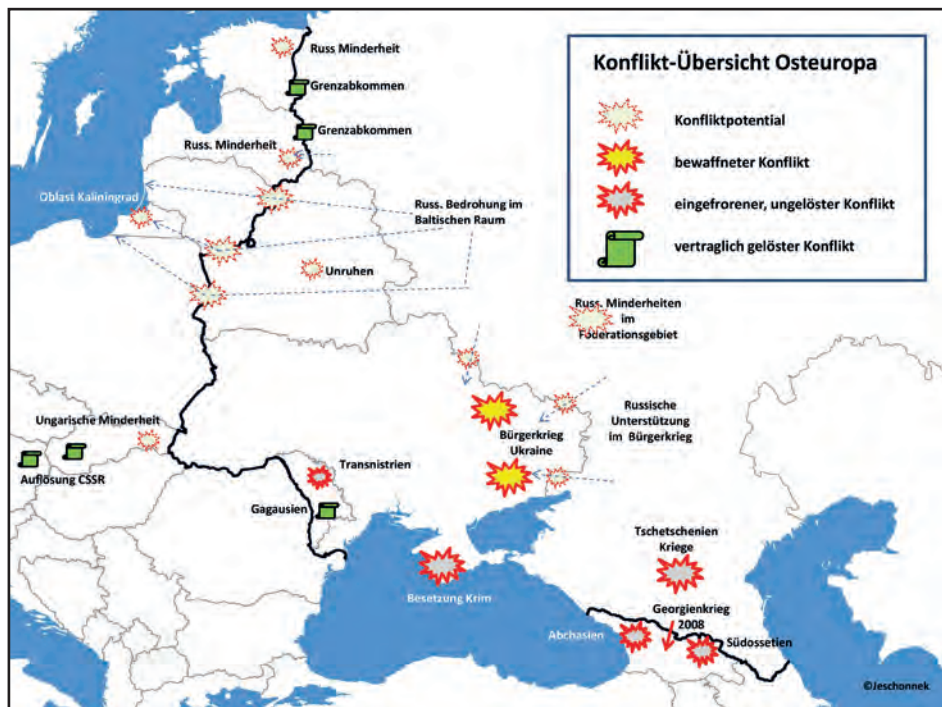 Konflikt-Übersicht Osteuropa
Konfliktpotential
bewaffneter Konflikt
eingefrorener, ungelöster Konflikt
vertraglich gelöster Konflikt
Russ Minderheit
Grenzabkommen
Grenzabkommen
Russ. Minderheit
Oblast Kaliningrad
Russ. Bedrohung im
Baltischen Raum
Unruhen
Russ. Minderheiten
im
Föderationsgebiet
Ungarische Minderheit
Auflösung CSSR
Transnistrien
Gagausien
Bürgerkrieg
Ukraine
Russische
Unterstützung
im Bürgerkrieg
Besetzung Krim
Tschetschenien
Kriege
Georgienkrieg
2008
Abchasien
Südossetien
©Jeschonnek